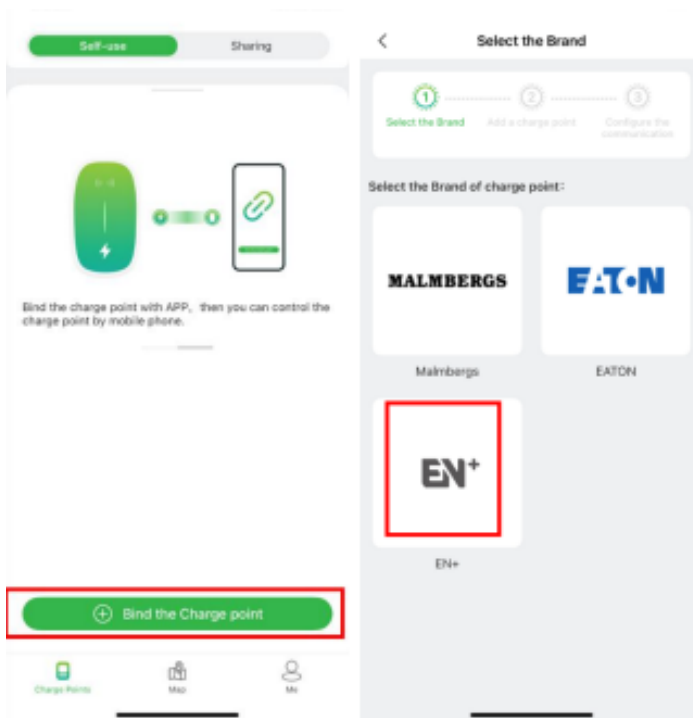 Self-use
Sharing
Bind the charge point with APP, then you can control the
charge point by mobile phone.
Bind the Charge point
Charge Points
Map
Me
Select the Brand
1
2
3
Select the Brand
Add a charge point
Configure the
communication
Select the Brand of charge point:
MALMBERGS
EATON
Malmbergs
EATON
EN+
EN+